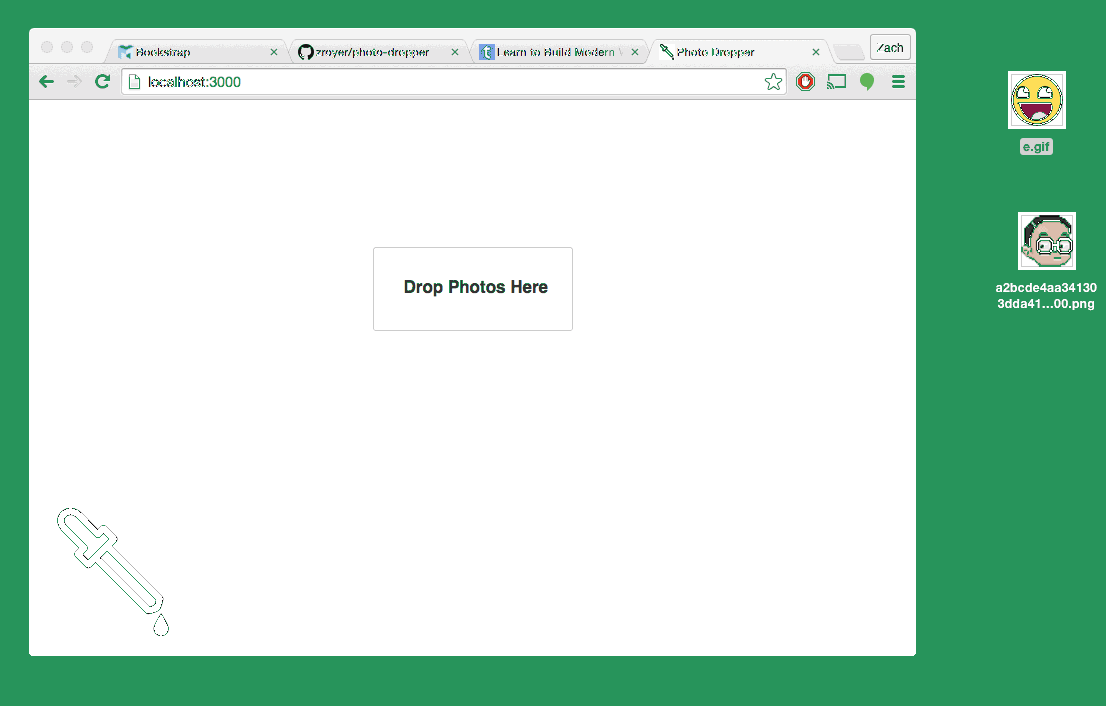 Bookstrap
zroyer/photo-dropper
Learn to Build Modern
Photo Dropper
Zach
localhost:3000
Drop Photos Here
e.gif
a2bcde4aa34130
3dda41...00.png